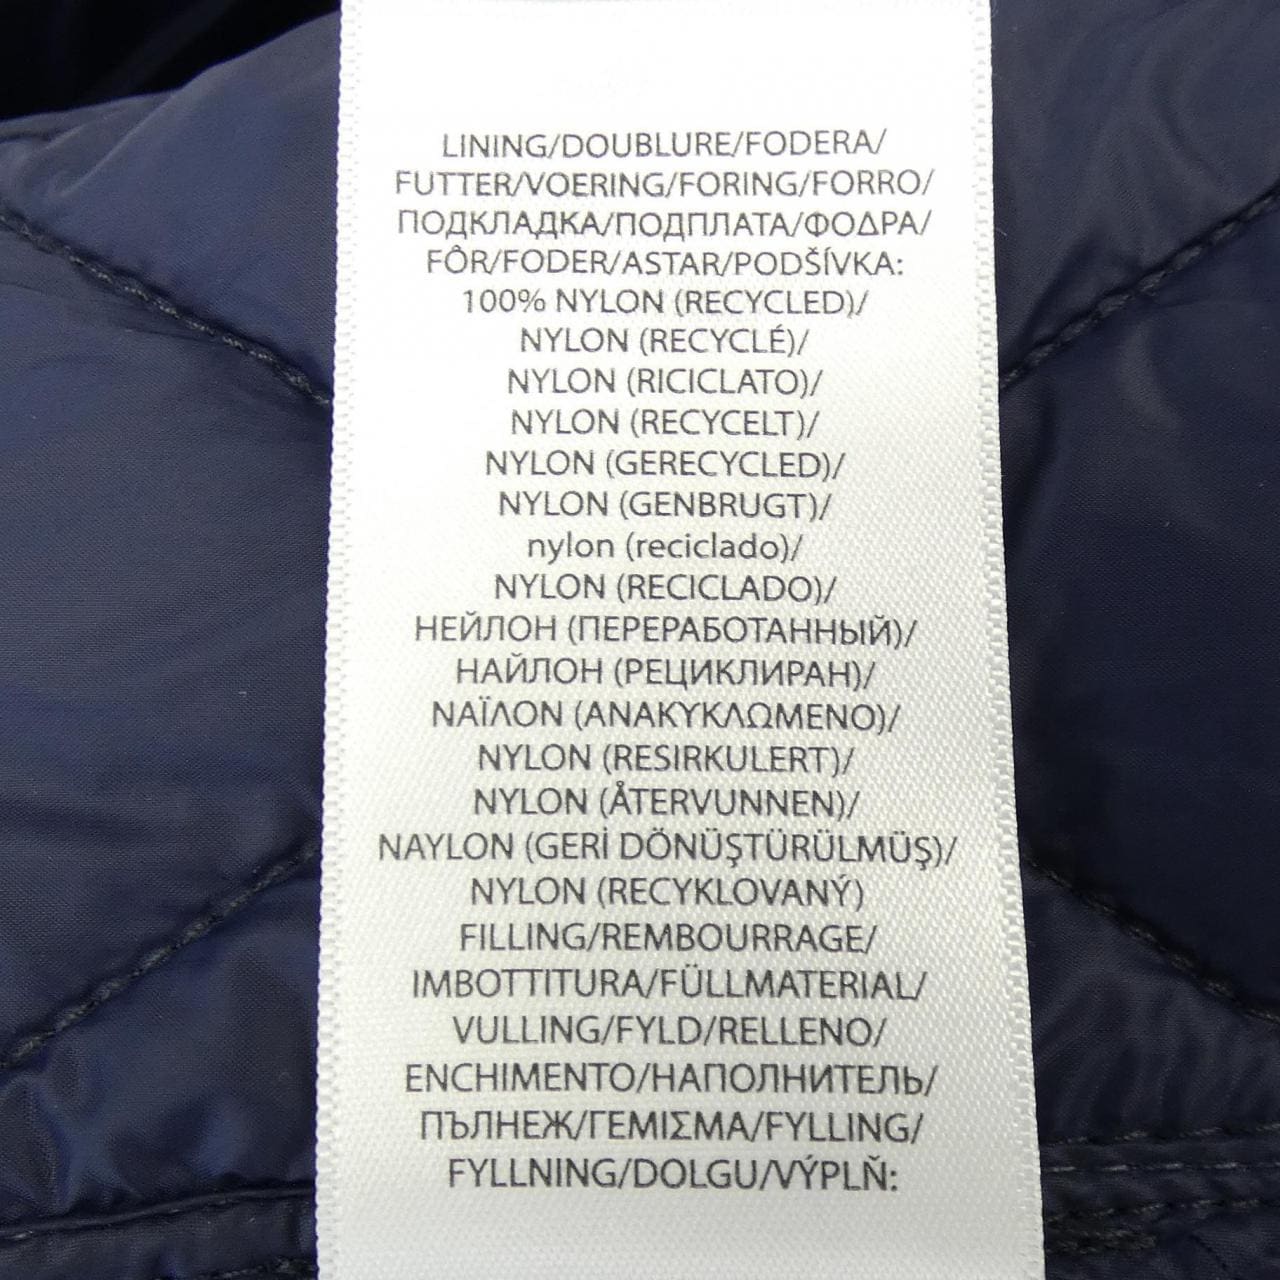 LINING/DOUBLURE/FODERA/
FUTTER/VOERING/FORING/FORRO/
ПОДКЛАДКА/ПОДПЛАТА/ΦΟΔΡΑ/
FÔR/FODER/ASTAR/PODŠÍVKA:
100% NYLON (RECYCLED)/
NYLON (RECYCLÉ)/
NYLON (RICICLATO)/
NYLON (RECYCELT)/
NYLON (GERECYCLED)/
NYLON (GENBRUGT)/
nylon (reciclado)/
NYLON (RECICLADO)/
НЕЙЛОН (ПЕРЕРАБОТАННЫЙ)/
НАЙЛОН (РЕЦИКЛИРАН)/
ΝΑΪΛΟΝ (ΑΝΑΚΥΚΛΩΜΕΝΟ)/
NYLON (RESIRKULERT)/
NYLON (ÅTERVUNNEN)/
NAYLON (GERİ DÖNÜŞTÜRÜLMÜŞ)/
NYLON (RECYKLOVANÝ)
FILLING/REMBOURRAGE/
IMBOTTITURA/FÜLLMATERIAL/
VULLING/FYLD/RELLENO/
ENCHIMENTO/НАПОЛНИТЕЛЬ/
ПЪЛНЕЖ/ΓΕΜΙΣΜΑ/FYLLING/
FYLLNING/DOLGU/VÝPLŇ: